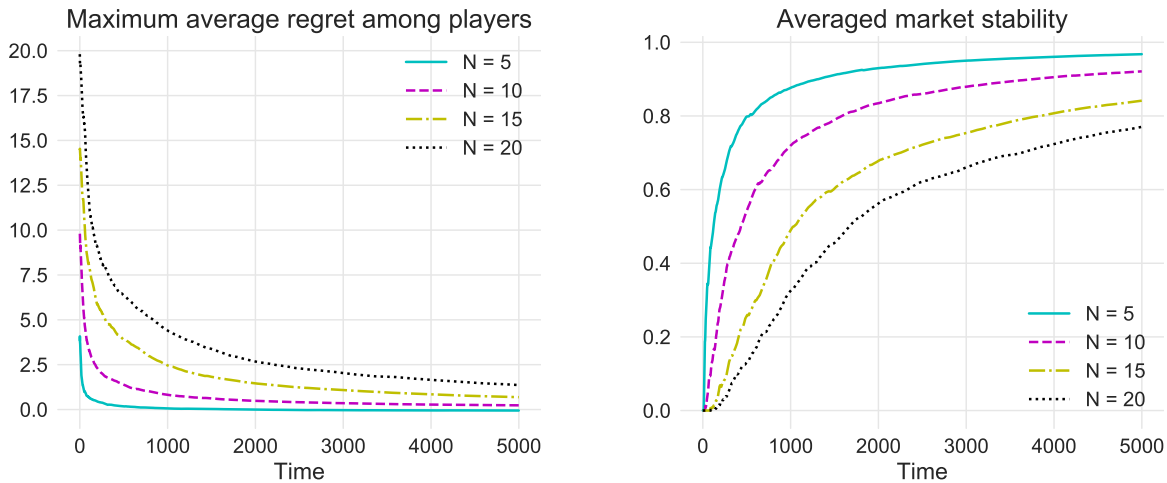 Maximum average regret among players
20.0
17.5
15.0
12.5
10.0
7.5
5.0
2.5
0.0
N = 5
N = 10
N = 15
N = 20
0 1000 2000 3000 4000 5000
Time
Averaged market stability
1.0
0.8
0.6
0.4
0.2
0.0
N = 5
N = 10
N = 15
N = 20
0 1000 2000 3000 4000 5000
Time